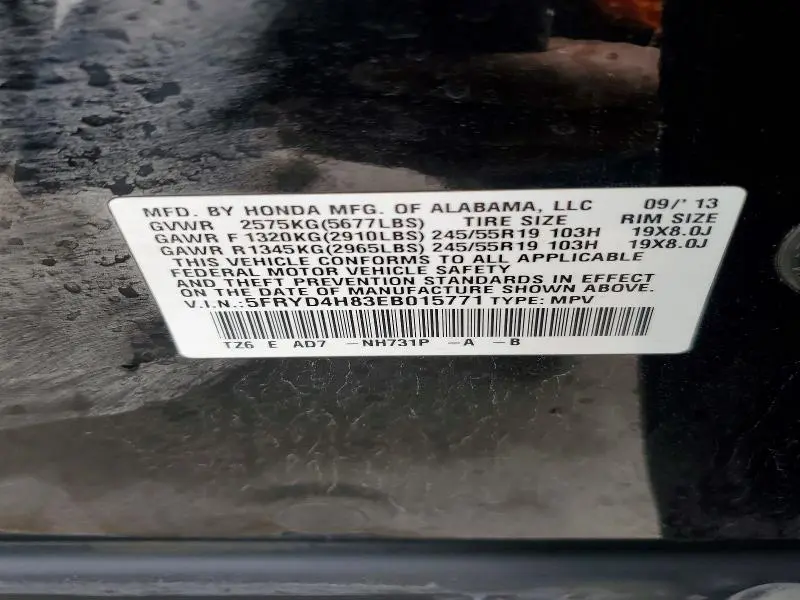 MFD. BY HONDA MFG. OF ALABAMA, LLC 09/'13
GVWR 2575KG(5677LBS) TIRE SIZE RIM SIZE
GAWR F 1320KG(2910LBS) 245/55R19 103H 19X8.0J
GAWR R1345KG(2965LBS) 245/55R19 103H 19X8.0J
THIS VEHICLE CONFORMS TO ALL APPLICABLE
FEDERAL MOTOR VEHICLE SAFETY
AND THEFT PREVENTION STANDARDS IN EFFECT
ON THE DATE OF MANUFACTURE SHOWN ABOVE.
V.I.N.:5FRYD4H83EB015771 TYPE: MPV
TZ6 E AD7 -NH731P -A -B